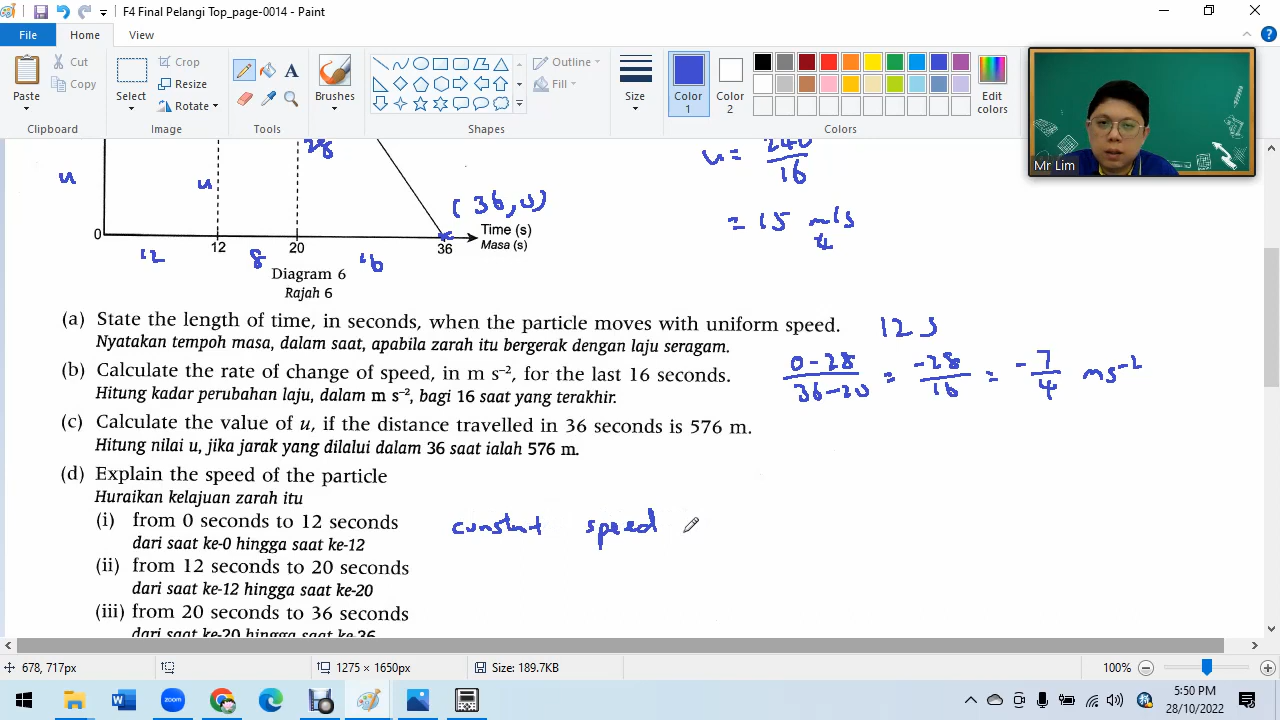 F4 Final Pelangi Top_page-0014 - Paint
File Home View
Paste Cut Copy Clipboard
Select Crop Resize Rotate Image
Tools
Brushes
Outline Fill Shapes
Size
Color 1 Color 2 Edit colors Colors
Mr Lim
28
u u
u = 240/16
(36, 0)
= 15 m/s
0 12 20 36 Time (s)
Masa (s)
12 8 16
Diagram 6
Rajah 6
(a) State the length of time, in seconds, when the particle moves with uniform speed. 12 s
Nyatakan tempoh masa, dalam saat, apabila zarah itu bergerak dengan laju seragam.
(b) Calculate the rate of change of speed, in m s⁻², for the last 16 seconds. 0-28/36-20 = -28/16 = -7/4 ms⁻²
Hitung kadar perubahan laju, dalam m s⁻², bagi 16 saat yang terakhir.
(c) Calculate the value of u, if the distance travelled in 36 seconds is 576 m.
Hitung nilai u, jika jarak yang dilalui dalam 36 saat ialah 576 m.
(d) Explain the speed of the particle
Huraikan kelajuan zarah itu
(i) from 0 seconds to 12 seconds constant speed
dari saat ke-0 hingga saat ke-12
(ii) from 12 seconds to 20 seconds
dari saat ke-12 hingga saat ke-20
(iii) from 20 seconds to 36 seconds
dari saat ke-20 hingga saat ke-36
678, 717px 1275 × 1650px Size: 189.7KB 100%
zoom
5:50 PM
28/10/2022